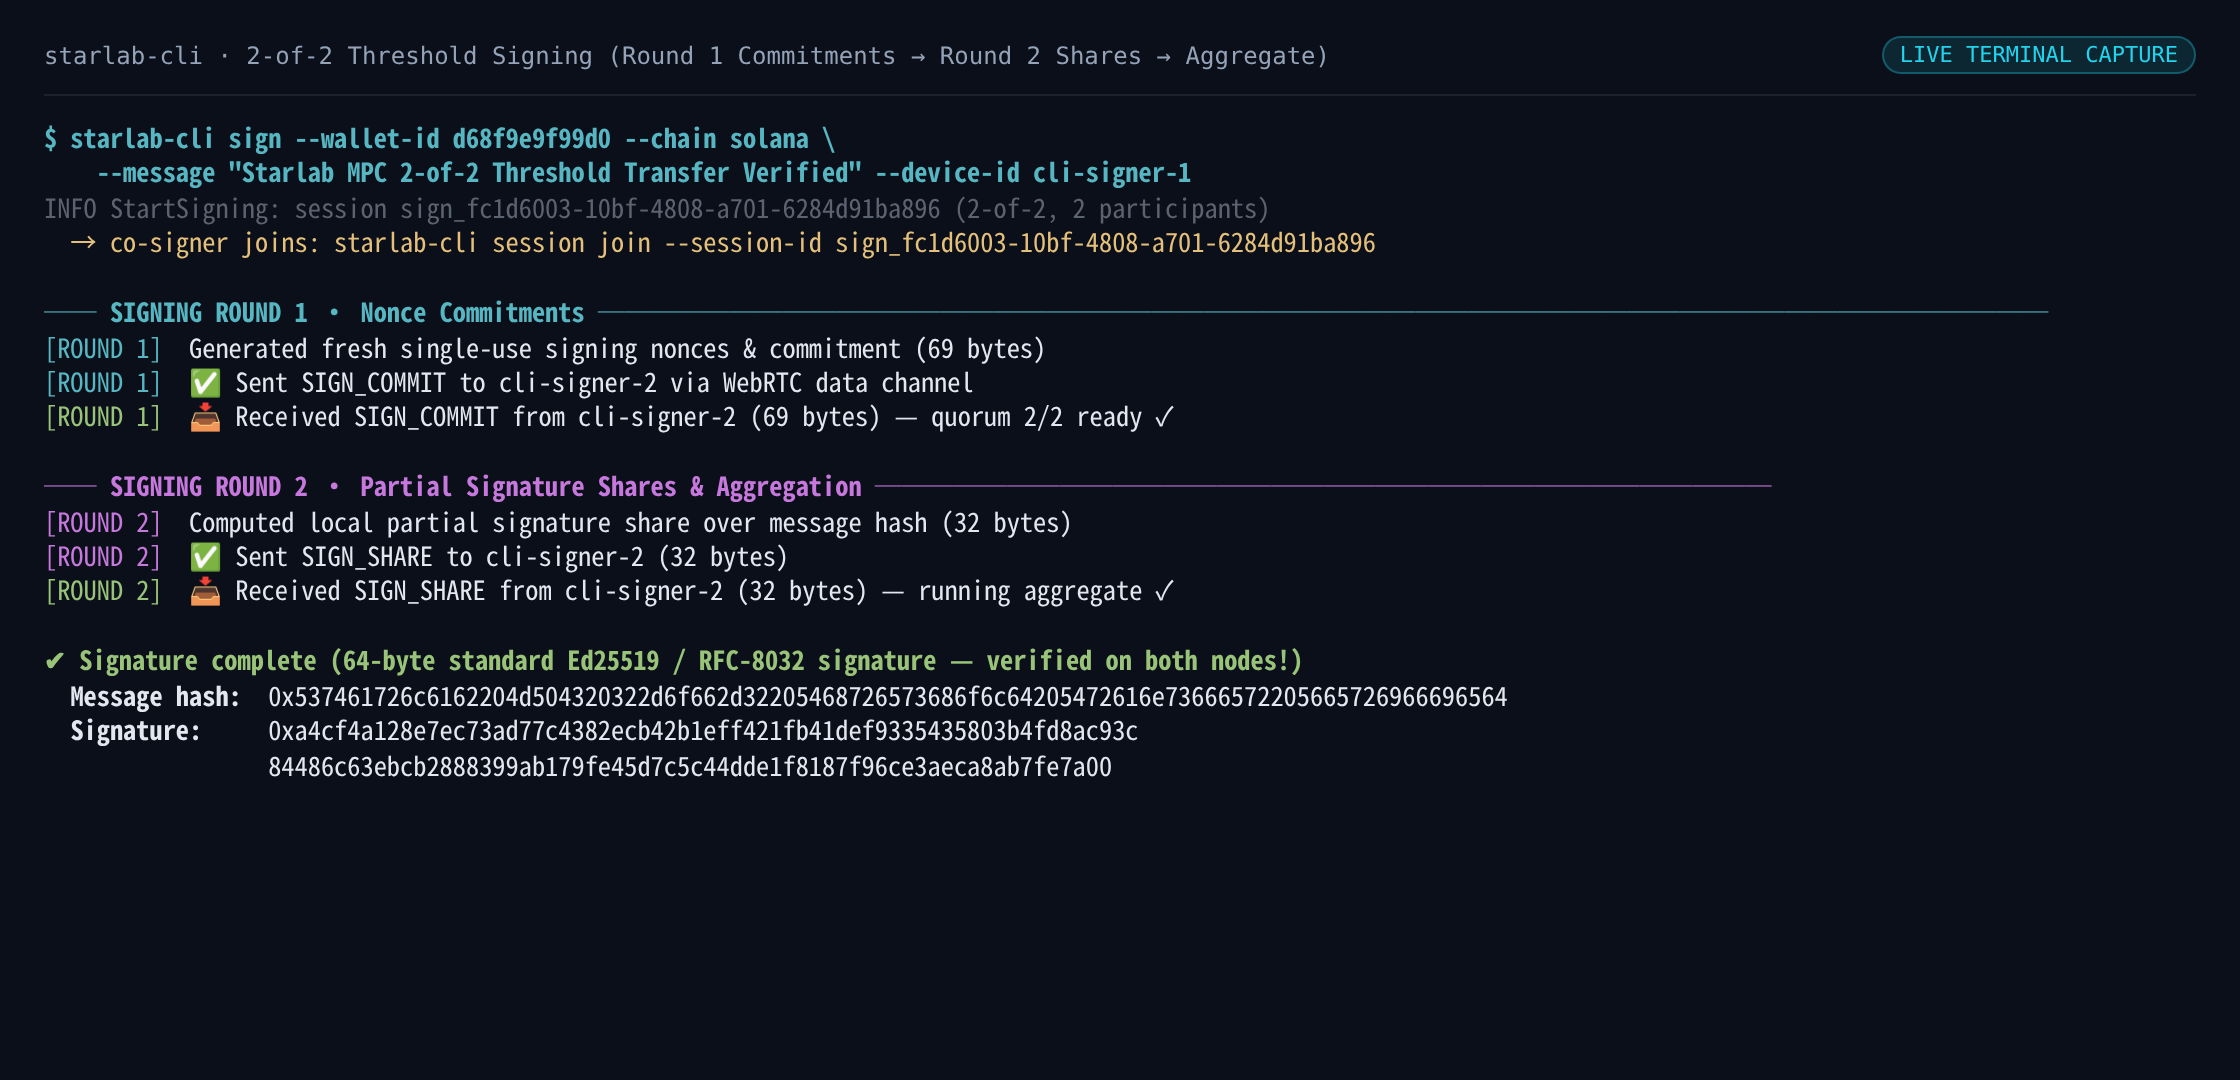 starlab-cli · 2-of-2 Threshold Signing (Round 1 Commitments → Round 2 Shares → Aggregate)
LIVE TERMINAL CAPTURE
$ starlab-cli sign --wallet-id d68f9e9f99d0 --chain solana \
--message "Starlab MPC 2-of-2 Threshold Transfer Verified" --device-id cli-signer-1
INFO StartSigning: session sign_fc1d6003-10bf-4808-a701-6284d91ba896 (2-of-2, 2 participants)
→ co-signer joins: starlab-cli session join --session-id sign_fc1d6003-10bf-4808-a701-6284d91ba896
SIGNING ROUND 1 • Nonce Commitments
[ROUND 1] Generated fresh single-use signing nonces & commitment (69 bytes)
[ROUND 1] ✅ Sent SIGN_COMMIT to cli-signer-2 via WebRTC data channel
[ROUND 1] 📥 Received SIGN_COMMIT from cli-signer-2 (69 bytes) — quorum 2/2 ready ✓
SIGNING ROUND 2 • Partial Signature Shares & Aggregation
[ROUND 2] Computed local partial signature share over message hash (32 bytes)
[ROUND 2] ✅ Sent SIGN_SHARE to cli-signer-2 (32 bytes)
[ROUND 2] 📥 Received SIGN_SHARE from cli-signer-2 (32 bytes) — running aggregate ✓
✔ Signature complete (64-byte standard Ed25519 / RFC-8032 signature — verified on both nodes!)
Message hash: 0x537461726c6162204d504320322d6f662d32205468726573686f6c64205472616e7366657220566572696​6696564
Signature: 0xa4cf4a128e7ec73ad77c4382ecb42b1eff421fb41def9335435803b4fd8ac93c
84486c63ebcb2888399ab179fe45d7c5c44dde1f8187f96ce3aeca8ab7fe7a00